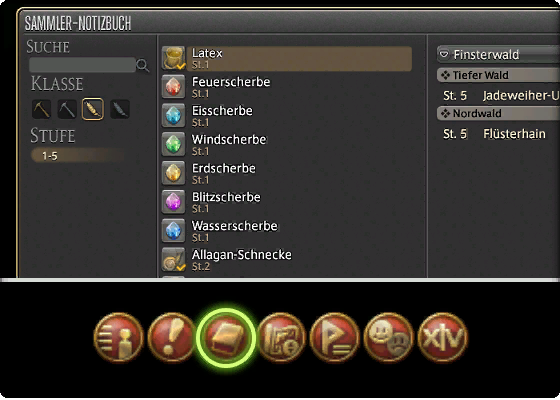 SAMMLER-NOTIZBUCH
SUCHE
KLASSE
STUFE
1-5
Latex
St.1
Feuerscherbe
St.1
Eisscherbe
St.1
Windscherbe
St.1
Erdscherbe
St.1
Blitzscherbe
St.1
Wasserscherbe
St.1
Allagan-Schnecke
St.2
Finsterwald
Tiefer Wald
St. 5 Jadeweiher-U
Nordwald
St. 5 Flüsterhain
XIV